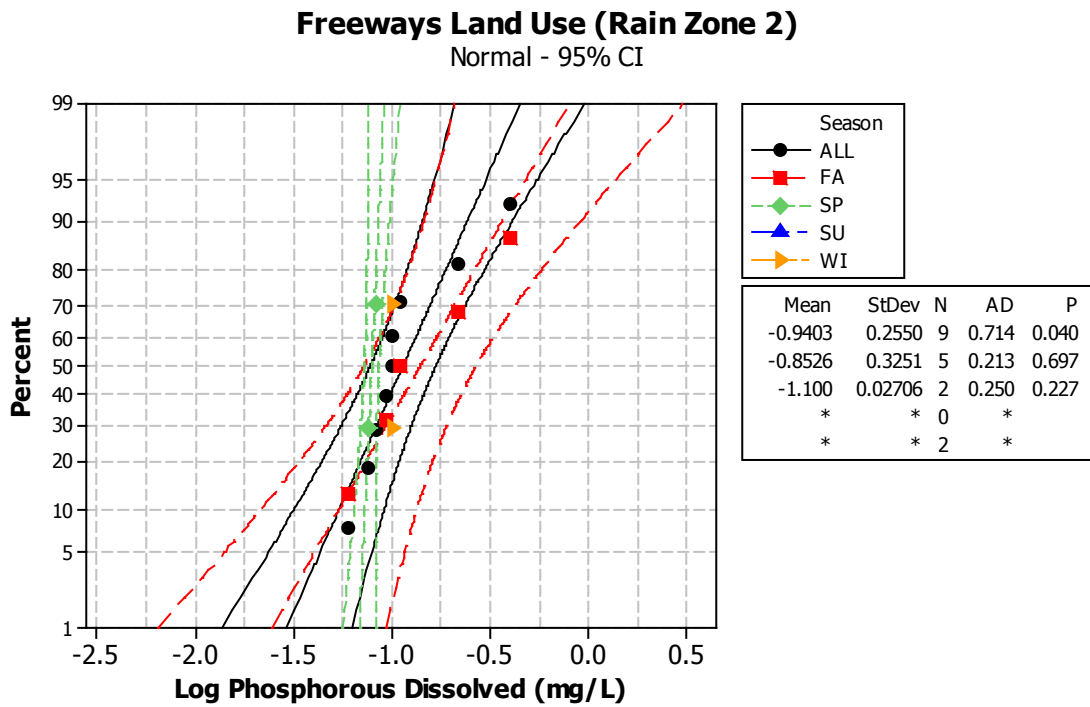 Freeways Land Use (Rain Zone 2)
Normal - 95% CI
Percent
99
95
90
80
70
60
50
40
30
20
10
5
1
-2.5 -2.0 -1.5 -1.0 -0.5 0.0 0.5
Log Phosphorous Dissolved (mg/L)
Season
ALL
FA
SP
SU
WI
Mean StDev N AD P
-0.9403 0.2550 9 0.714 0.040
-0.8526 0.3251 5 0.213 0.697
-1.100 0.02706 2 0.250 0.227
* * 0 *
* * 2 *